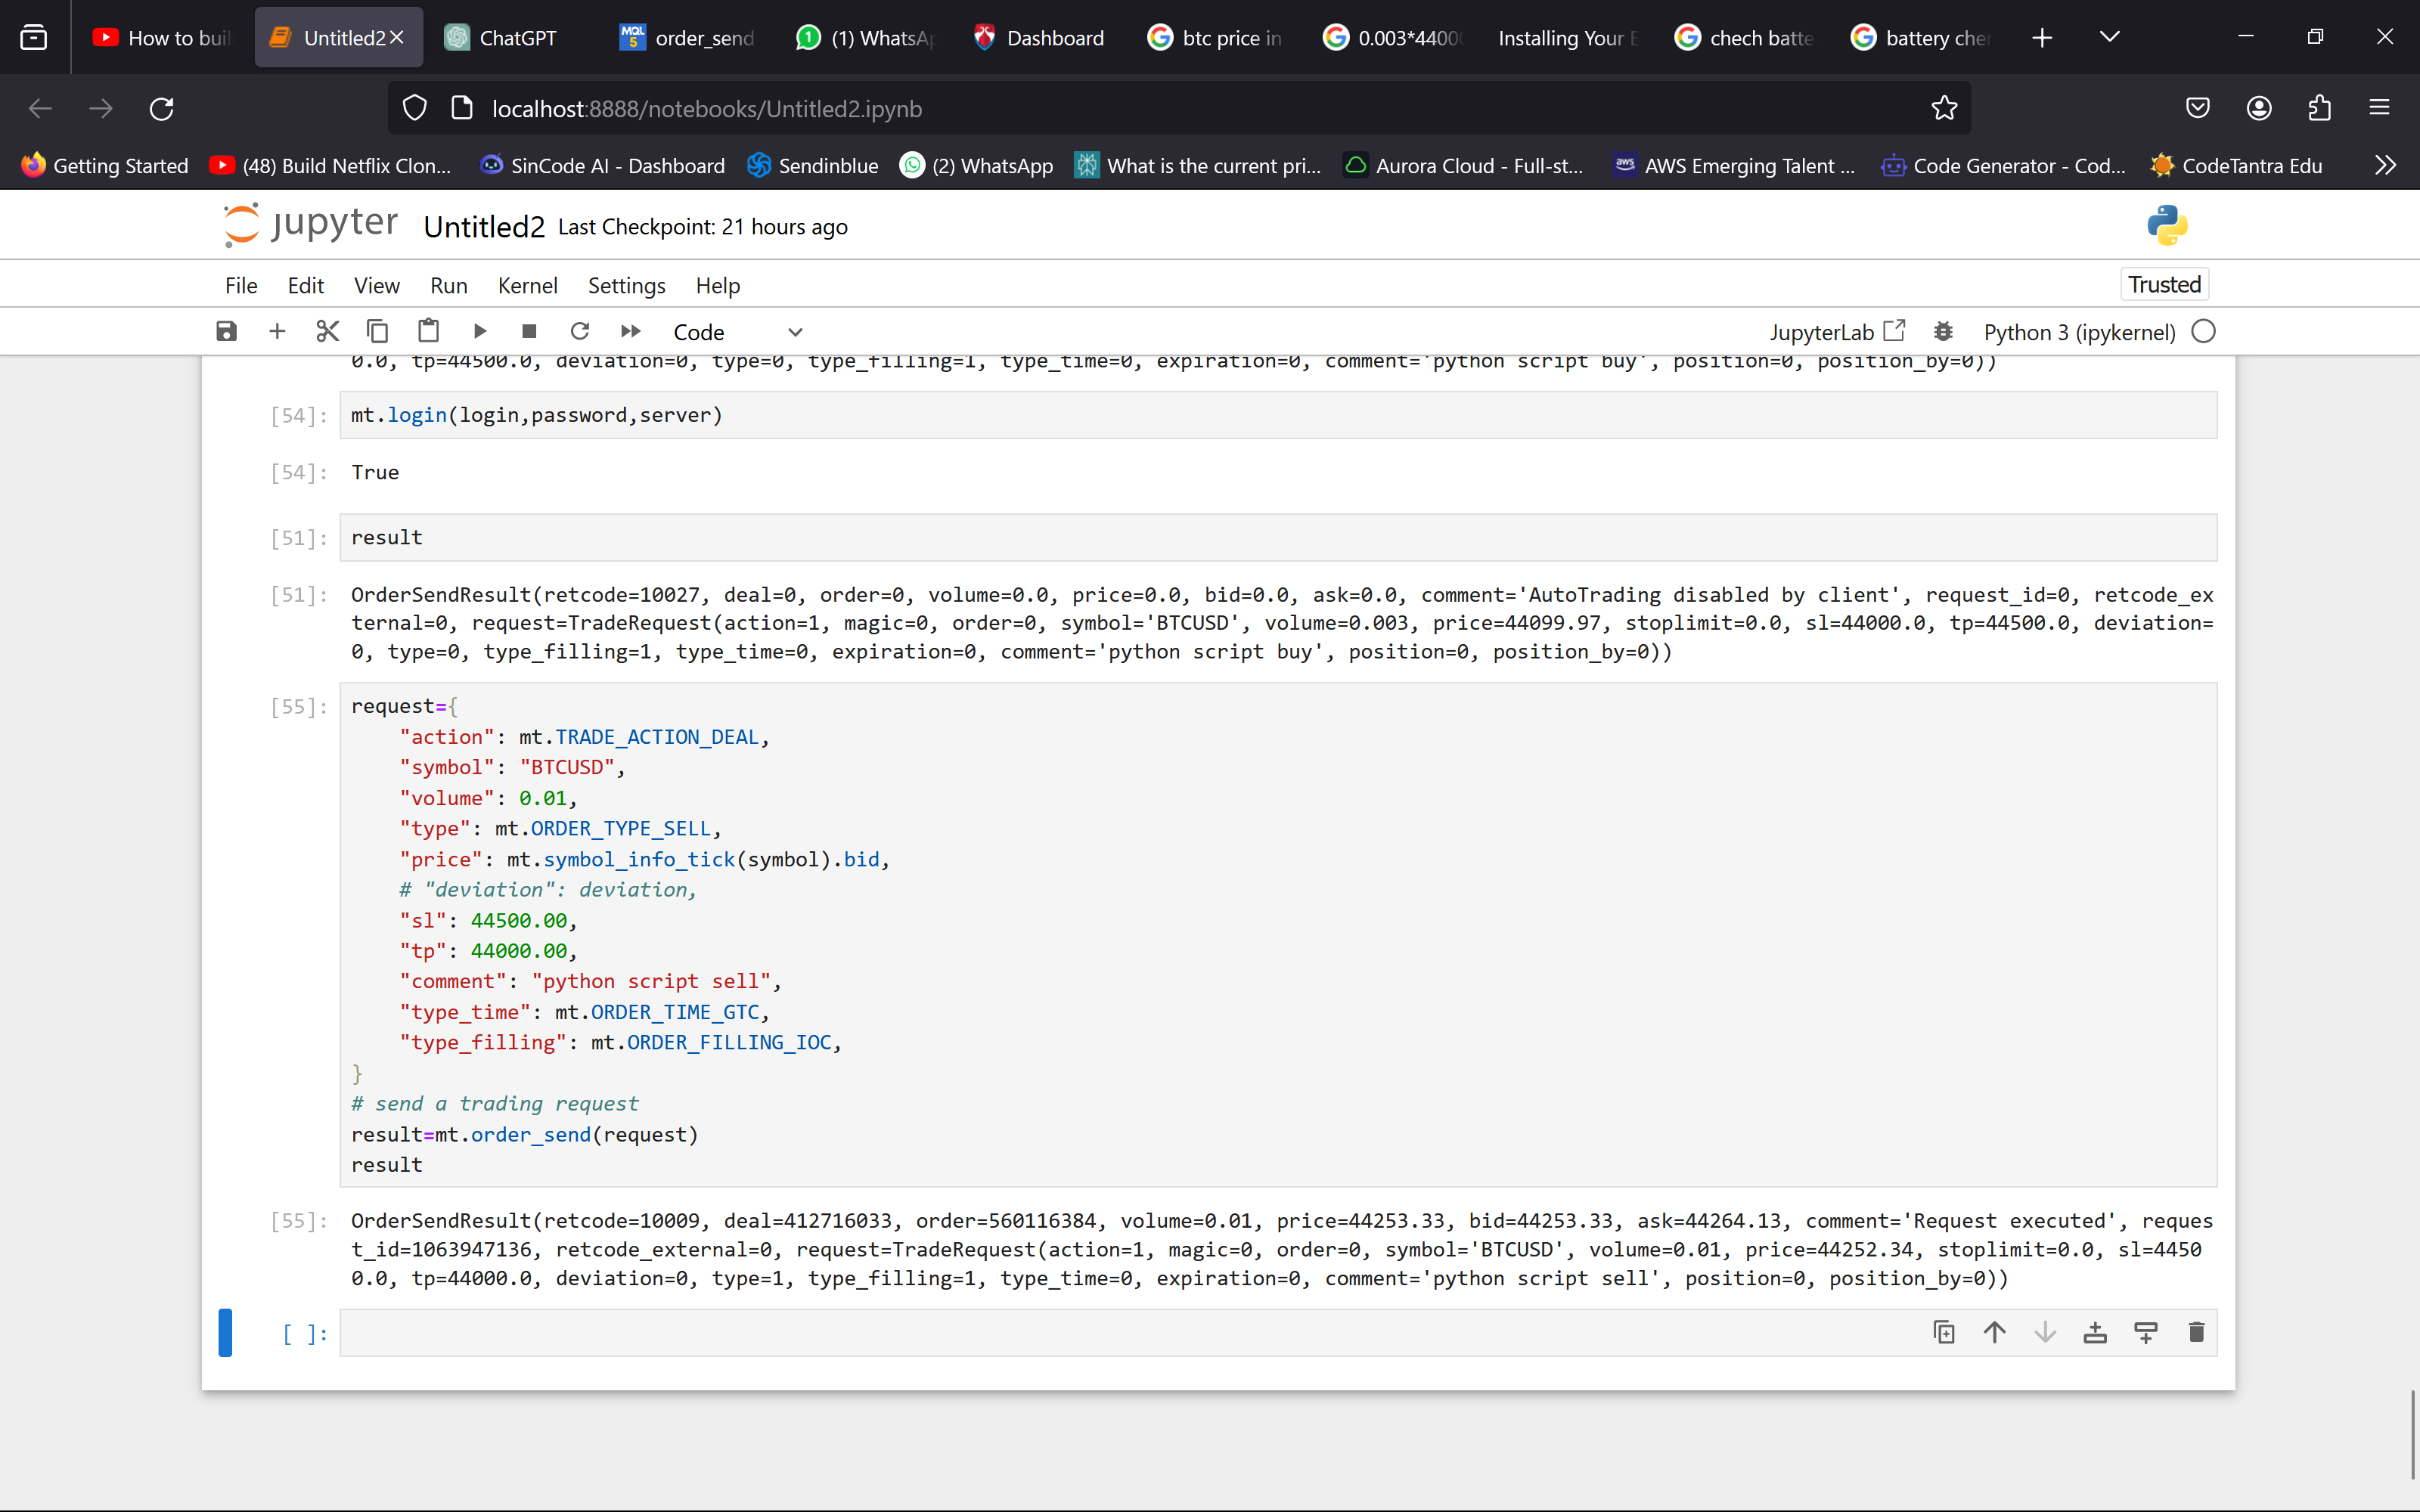 How to buil
Untitled2
ChatGPT
order_send
(1) WhatsAp
Dashboard
btc price in
0.003*4400
Installing Your E
chech batte
battery che
localhost:8888/notebooks/Untitled2.ipynb
Getting Started
(48) Build Netflix Clon...
SinCode AI - Dashboard
Sendinblue
(2) WhatsApp
What is the current pri...
Aurora Cloud - Full-st...
AWS Emerging Talent ...
Code Generator - Cod...
CodeTantra Edu
jupyter Untitled2 Last Checkpoint: 21 hours ago
File Edit View Run Kernel Settings Help Trusted
Code JupyterLab Python 3 (ipykernel)
0.0, tp=44500.0, deviation=0, type=0, type_filling=1, type_time=0, expiration=0, comment='python script buy', position=0, position_by=0))
[54]: mt.login(login,password,server)
[54]: True
[51]: result
[51]: OrderSendResult(retcode=10027, deal=0, order=0, volume=0.0, price=0.0, bid=0.0, ask=0.0, comment='AutoTrading disabled by client', request_id=0, retcode_ex
ternal=0, request=TradeRequest(action=1, magic=0, order=0, symbol='BTCUSD', volume=0.003, price=44099.97, stoplimit=0.0, sl=44000.0, tp=44500.0, deviation=
0, type=0, type_filling=1, type_time=0, expiration=0, comment='python script buy', position=0, position_by=0))
[55]: request={
"action": mt.TRADE_ACTION_DEAL,
"symbol": "BTCUSD",
"volume": 0.01,
"type": mt.ORDER_TYPE_SELL,
"price": mt.symbol_info_tick(symbol).bid,
# "deviation": deviation,
"sl": 44500.00,
"tp": 44000.00,
"comment": "python script sell",
"type_time": mt.ORDER_TIME_GTC,
"type_filling": mt.ORDER_FILLING_IOC,
}
# send a trading request
result=mt.order_send(request)
result
[55]: OrderSendResult(retcode=10009, deal=412716033, order=560116384, volume=0.01, price=44253.33, bid=44253.33, ask=44264.13, comment='Request executed', reques
t_id=1063947136, retcode_external=0, request=TradeRequest(action=1, magic=0, order=0, symbol='BTCUSD', volume=0.01, price=44252.34, stoplimit=0.0, sl=4450
0.0, tp=44000.0, deviation=0, type=1, type_filling=1, type_time=0, expiration=0, comment='python script sell', position=0, position_by=0))
[ ]: